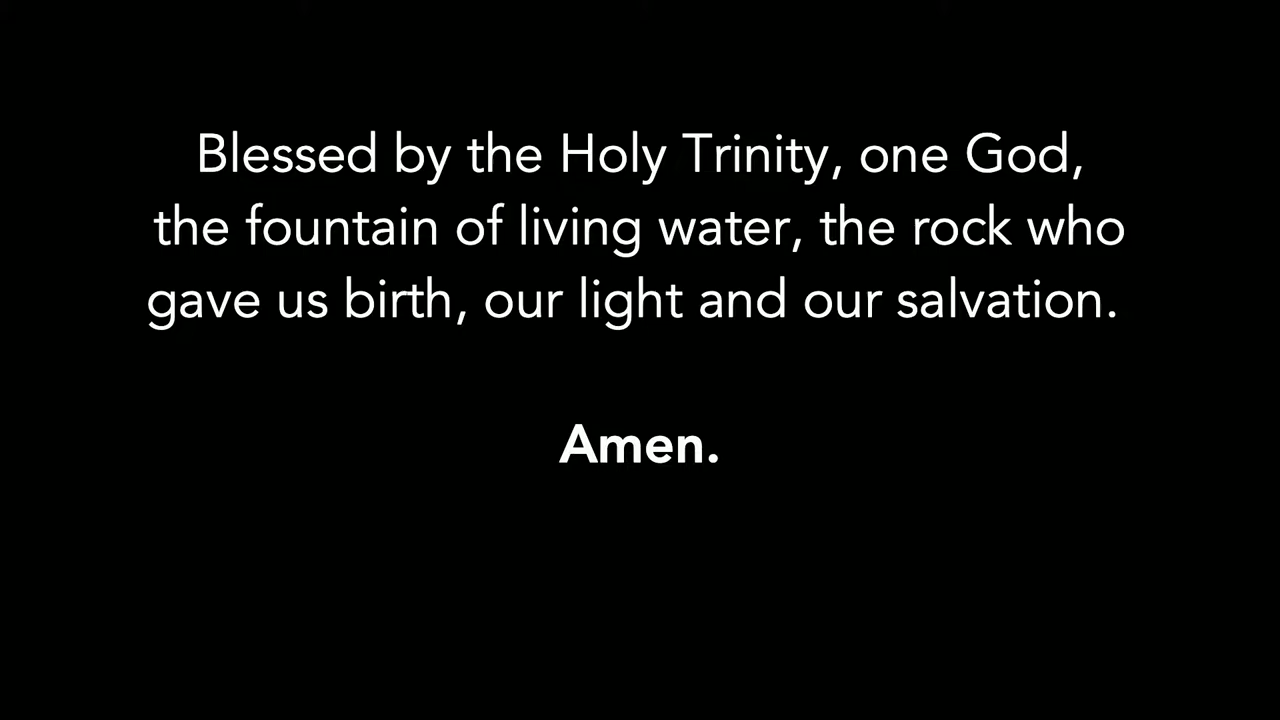 Blessed by the Holy Trinity, one God,
the fountain of living water, the rock who
gave us birth, our light and our salvation.
Amen.